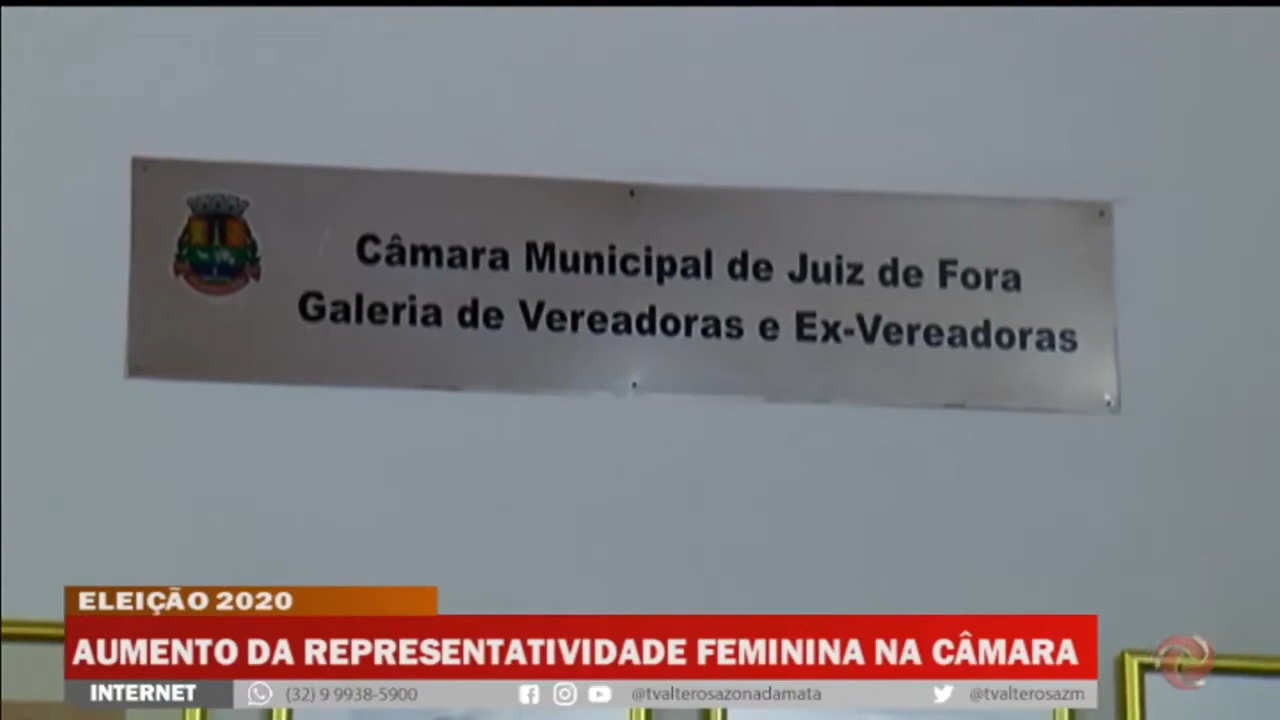 Câmara Municipal de Juiz de Fora
Galeria de Vereadoras e Ex-Vereadoras
ELEIÇÃO 2020
AUMENTO DA REPRESENTATIVIDADE FEMININA NA CÂMARA
INTERNET (32) 9 9938-5900 @tvalterosazonadamata @tvalterosazm